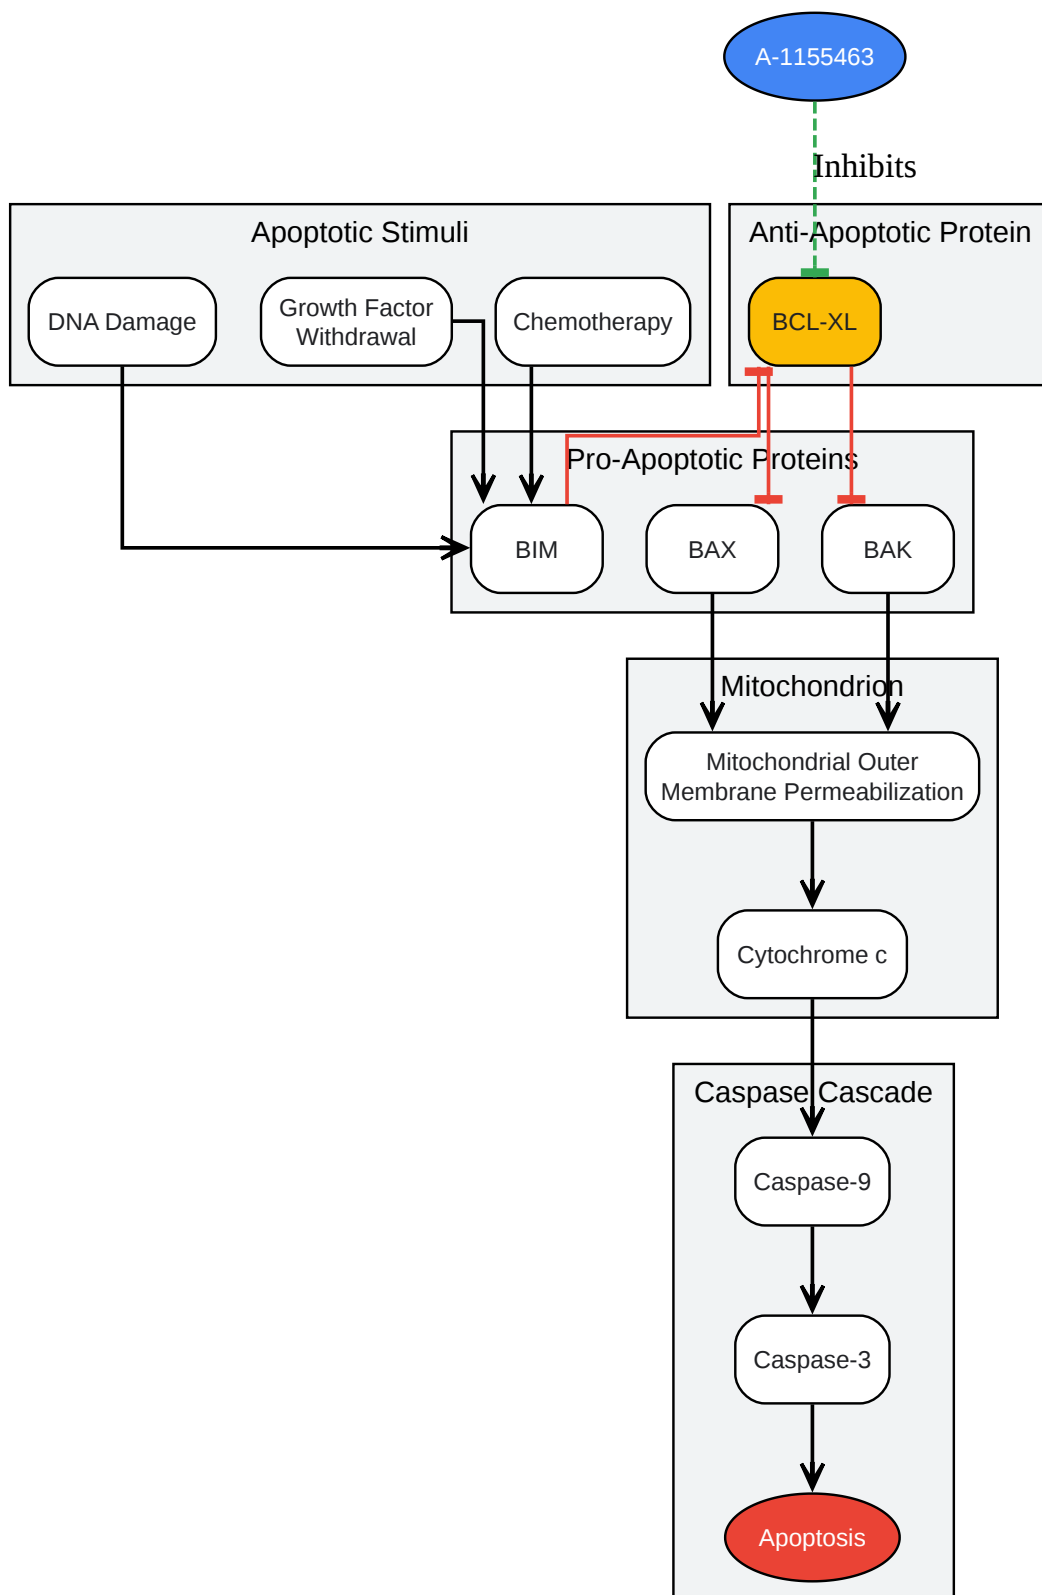 A-1155463
Inhibits
Apoptotic Stimuli
Anti-Apoptotic Protein
DNA Damage
Growth Factor
Withdrawal
Chemotherapy
BCL-XL
Pro-Apoptotic Proteins
BIM
BAX
BAK
Mitochondrion
Mitochondrial Outer
Membrane Permeabilization
Cytochrome c
Caspase Cascade
Caspase-9
Caspase-3
Apoptosis